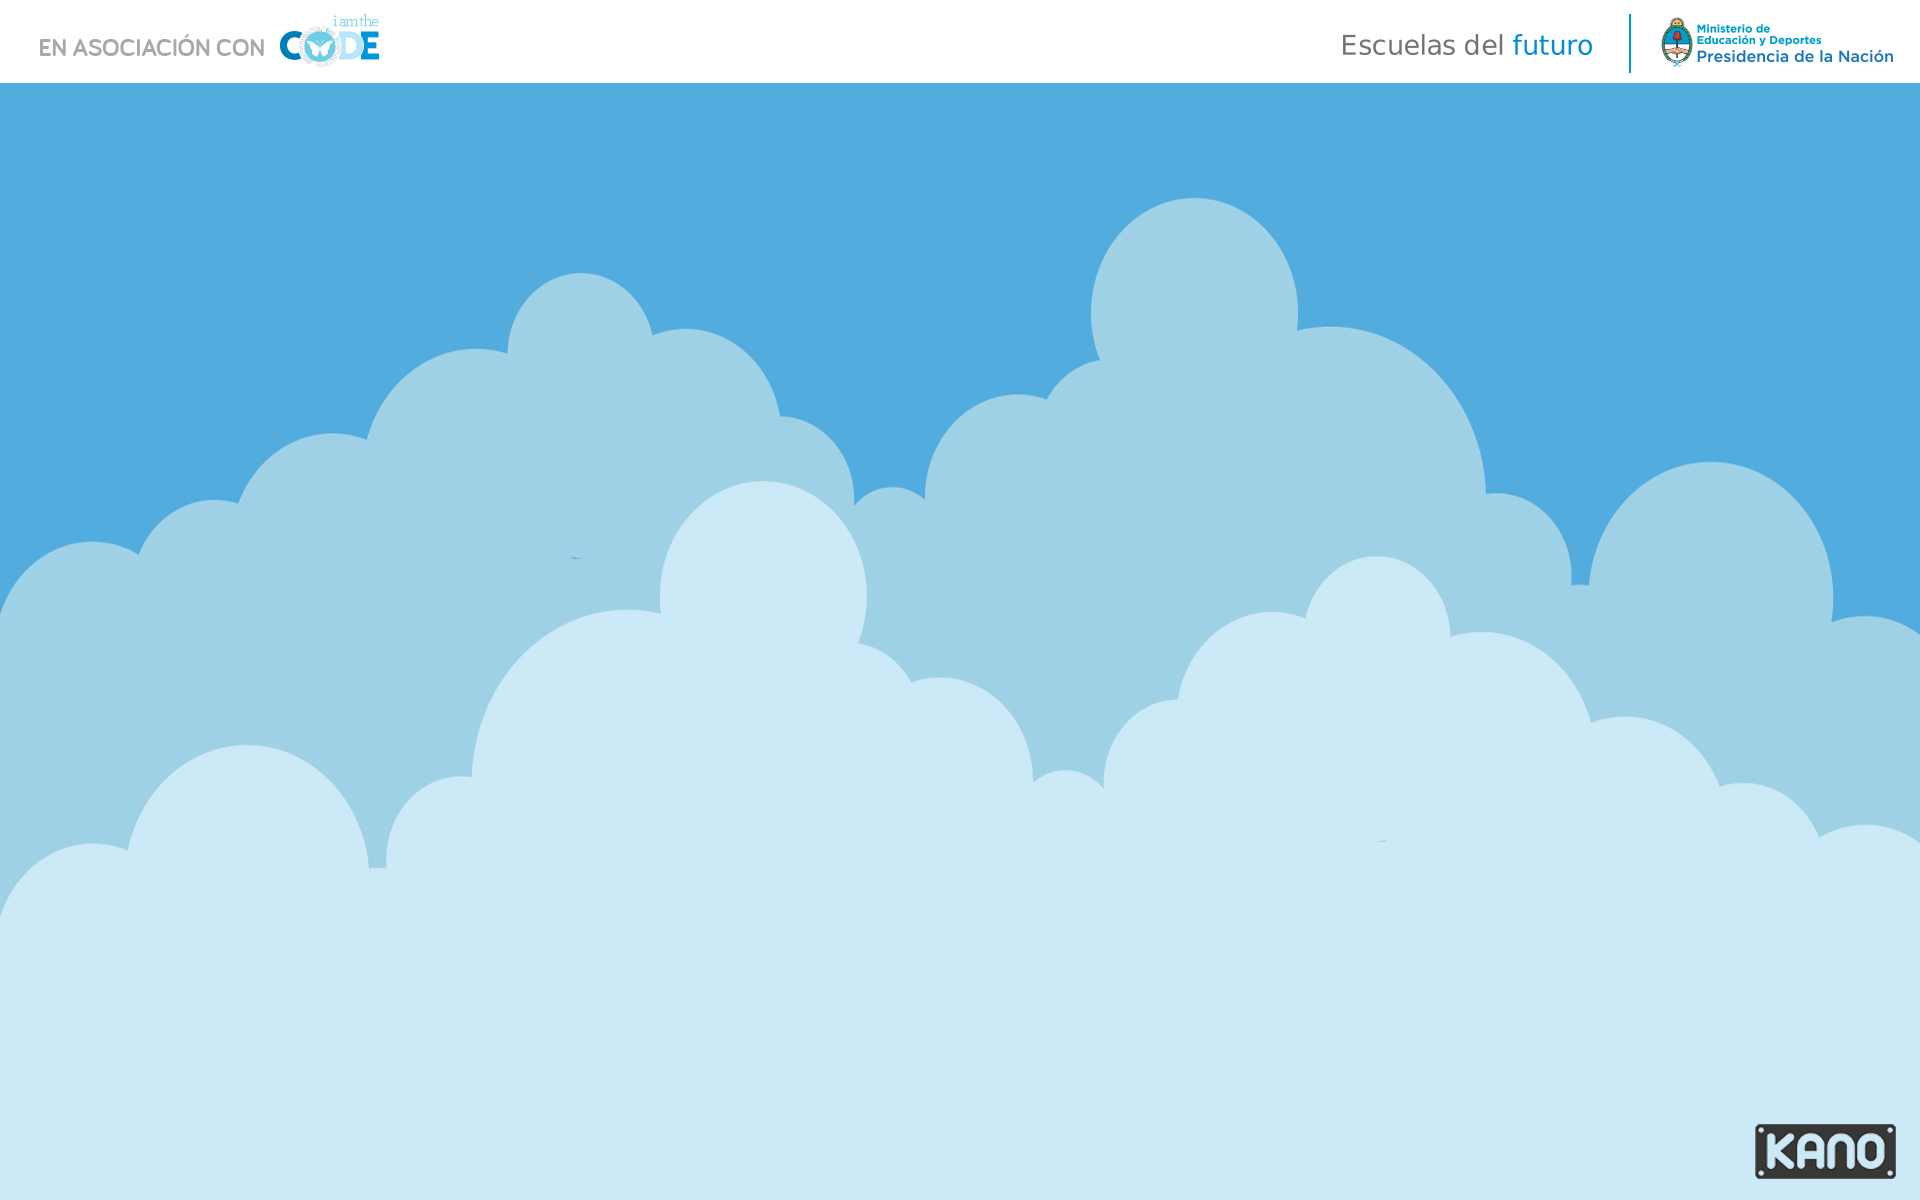 EN ASOCIACIÓN CON
i am the
CODE
Escuelas del futuro
Ministerio de
Educación y Deportes
Presidencia de la Nación
KANO